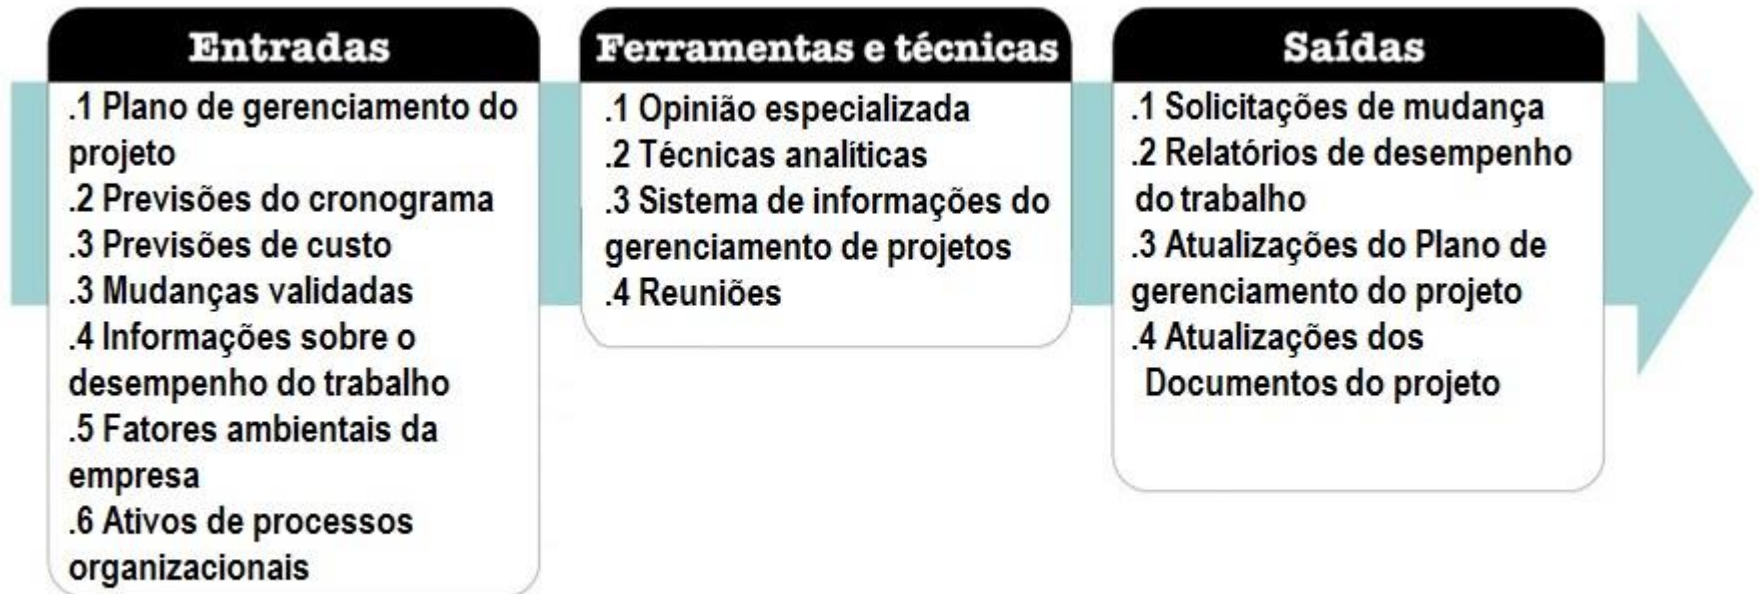 Entradas
.1 Plano de gerenciamento do
projeto
.2 Previsões do cronograma
.3 Previsões de custo
.3 Mudanças validadas
.4 Informações sobre o
desempenho do trabalho
.5 Fatores ambientais da
empresa
.6 Ativos de processos
organizacionais
Ferramentas e técnicas
.1 Opinião especializada
.2 Técnicas analíticas
.3 Sistema de informações do
gerenciamento de projetos
.4 Reuniões
Saídas
.1 Solicitações de mudança
.2 Relatórios de desempenho
do trabalho
.3 Atualizações do Plano de
gerenciamento do projeto
.4 Atualizações dos
Documentos do projeto